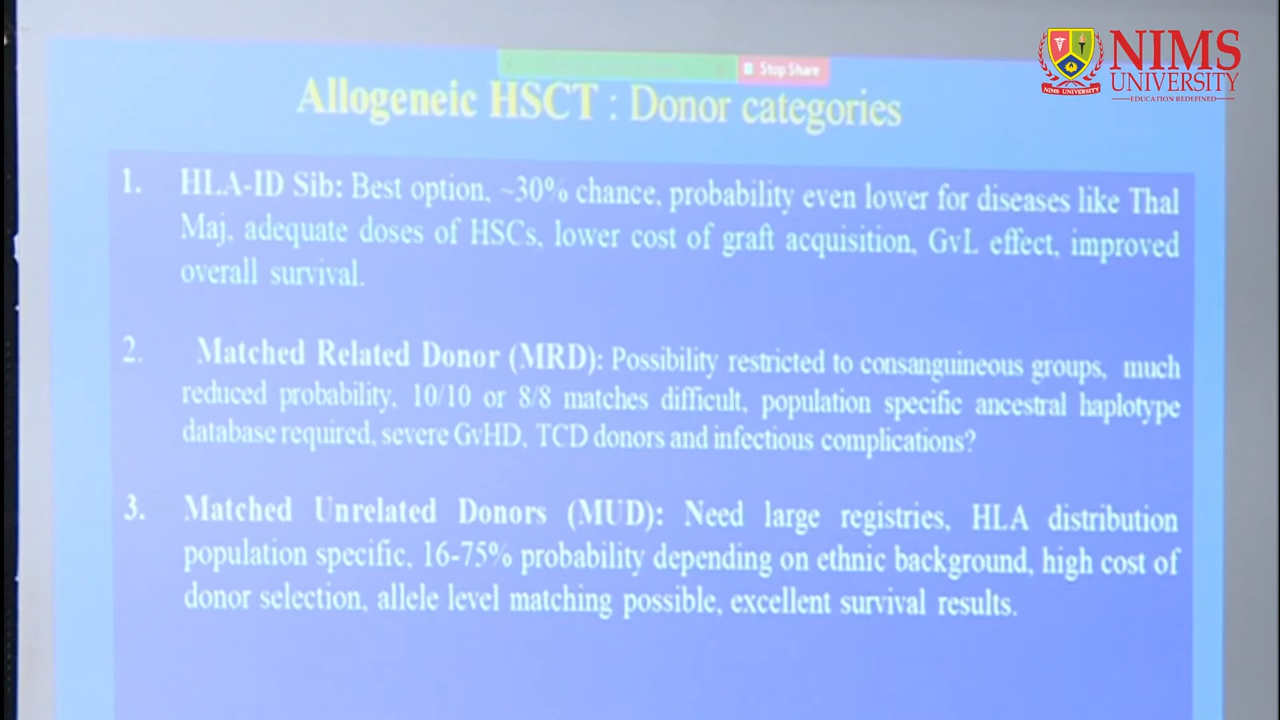 NIMS
UNIVERSITY
EDUCATION REDEFINED
NIMS UNIVERSITY
Stop Share
Allogeneic HSCT : Donor categories
1. HLA-ID Sib: Best option, ~30% chance, probability even lower for diseases like Thal
Maj, adequate doses of HSCs, lower cost of graft acquisition, GvL effect, improved
overall survival.
2. Matched Related Donor (MRD): Possibility restricted to consanguineous groups, much
reduced probability, 10/10 or 8/8 matches difficult, population specific ancestral haplotype
database required, severe GvHD, TCD donors and infectious complications?
3. Matched Unrelated Donors (MUD): Need large registries, HLA distribution
population specific, 16-75% probability depending on ethnic background, high cost of
donor selection, allele level matching possible, excellent survival results.